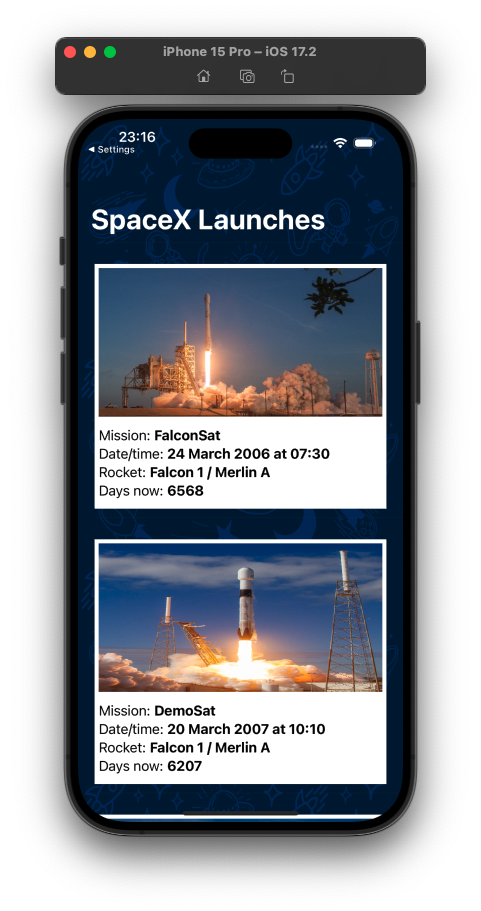 iPhone 15 Pro – iOS 17.2
23:16
◀ Settings
SpaceX Launches
Mission: FalconSat
Date/time: 24 March 2006 at 07:30
Rocket: Falcon 1 / Merlin A
Days now: 6568
Mission: DemoSat
Date/time: 20 March 2007 at 10:10
Rocket: Falcon 1 / Merlin A
Days now: 6207